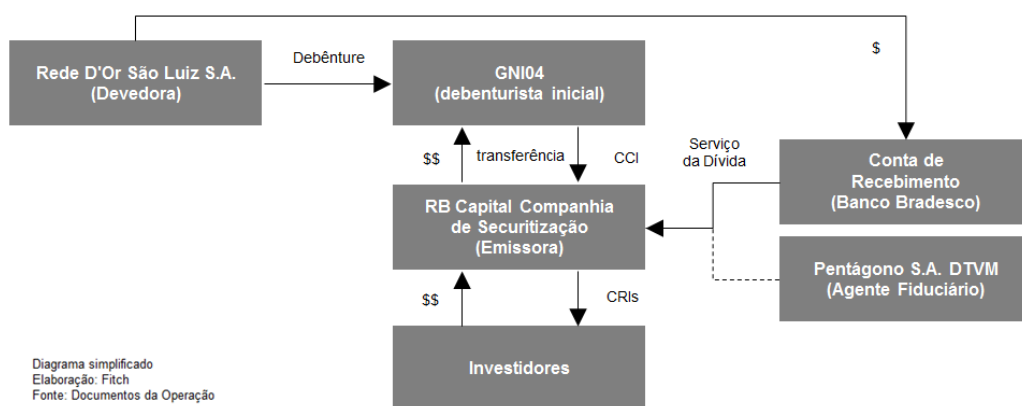 $
Rede D'Or São Luiz S.A.
(Devedora)
Debênture
GNI04
(debenturista inicial)
$$
transferência
CCI
Serviço
da Dívida
Conta de
Recebimento
(Banco Bradesco)
RB Capital Companhia
de Securitização
(Emissora)
Pentágono S.A. DTVM
(Agente Fiduciário)
$$
CRIs
Investidores
Diagrama simplificado
Elaboração: Fitch
Fonte: Documentos da Operação